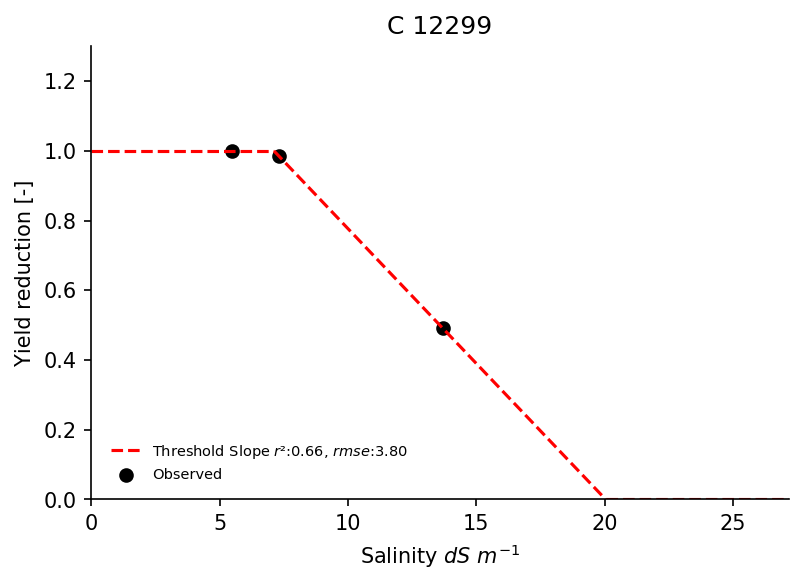 C 12299
1.2
1.0
0.8
0.6
0.4
0.2
0.0
Yield reduction [-]
Threshold Slope r²:0.66, rmse:3.80
Observed
0 5 10 15 20 25
Salinity dS m⁻¹